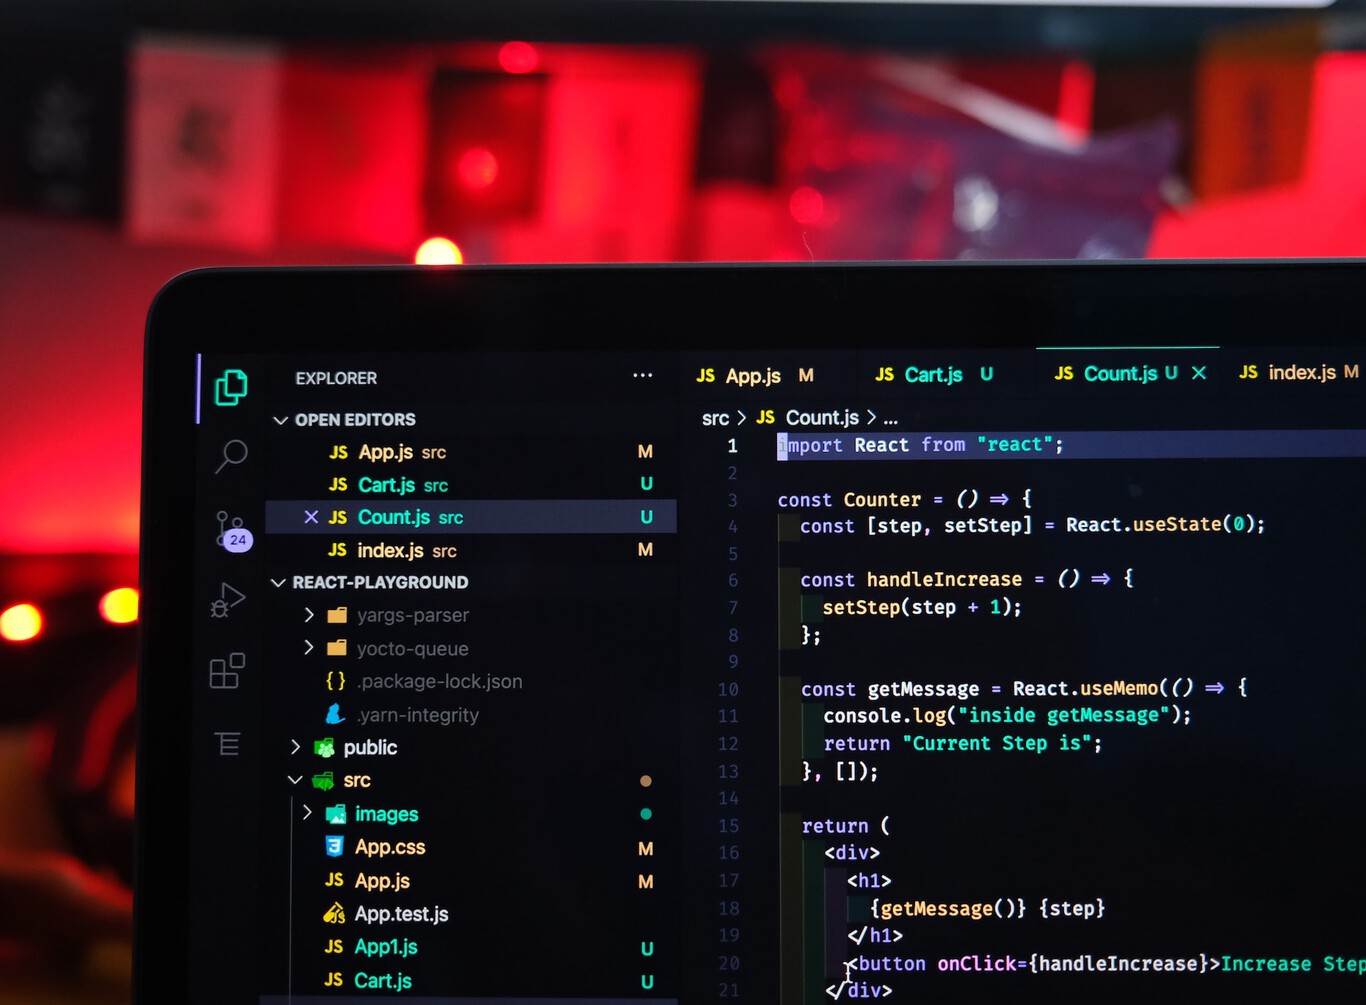 EXPLORER ...
OPEN EDITORS
JS App.js src M
JS Cart.js src U
JS Count.js src U
JS index.js src M
24
REACT-PLAYGROUND
yargs-parser
yocto-queue
{} .package-lock.json
.yarn-integrity
public
src
images
App.css M
JS App.js M
App.test.js
JS App1.js U
JS Cart.js U
JS App.js M JS Cart.js U JS Count.js U JS index.js M
src > JS Count.js > ...
1 import React from "react";
2
3 const Counter = () => {
4 const [step, setStep] = React.useState(0);
5
6 const handleIncrease = () => {
7 setStep(step + 1);
8 };
9
10 const getMessage = React.useMemo(() => {
11 console.log("inside getMessage");
12 return "Current Step is";
13 }, []);
14
15 return (
16 <div>
17 <h1>
18 {getMessage()} {step}
19 </h1>
20 <button onClick={handleIncrease}>Increase Step
21 </div>